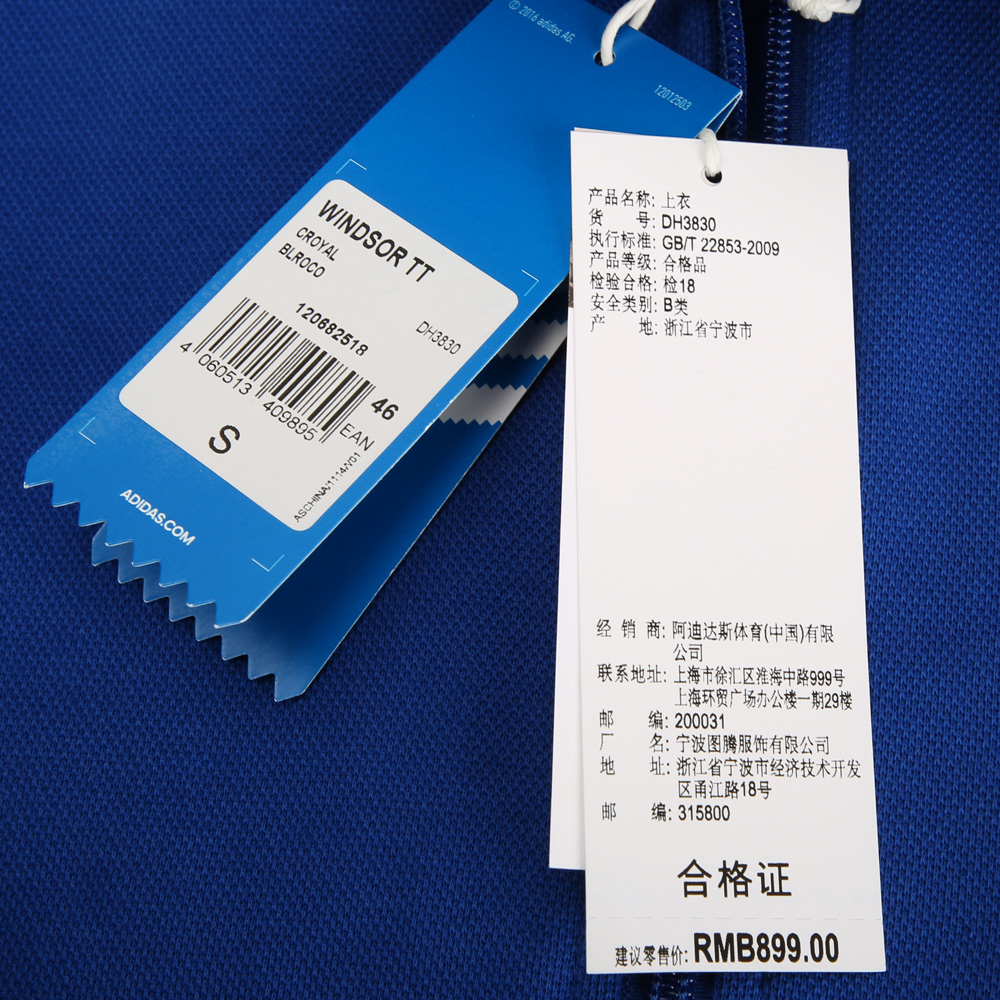 © 2016 adidas AG.
12012503
WINDSOR TT
CROYAL
BLROCO
120682518
DH3830
4 060513 409895
46
EAN
S
ASCHINA/1114/V01
ADIDAS.COM
产品名称: 上衣
货 号: DH3830
执行标准: GB/T 22853-2009
产品等级: 合格品
检验合格: 检18
安全类别: B类
产 地: 浙江省宁波市
经 销 商: 阿迪达斯体育(中国)有限
公司
联系地址: 上海市徐汇区淮海中路999号
上海环贸广场办公楼一期29楼
邮 编: 200031
厂 名: 宁波图腾服饰有限公司
地 址: 浙江省宁波市经济技术开发
区甬江路18号
邮 编: 315800
合格证
建议零售价: RMB899.00